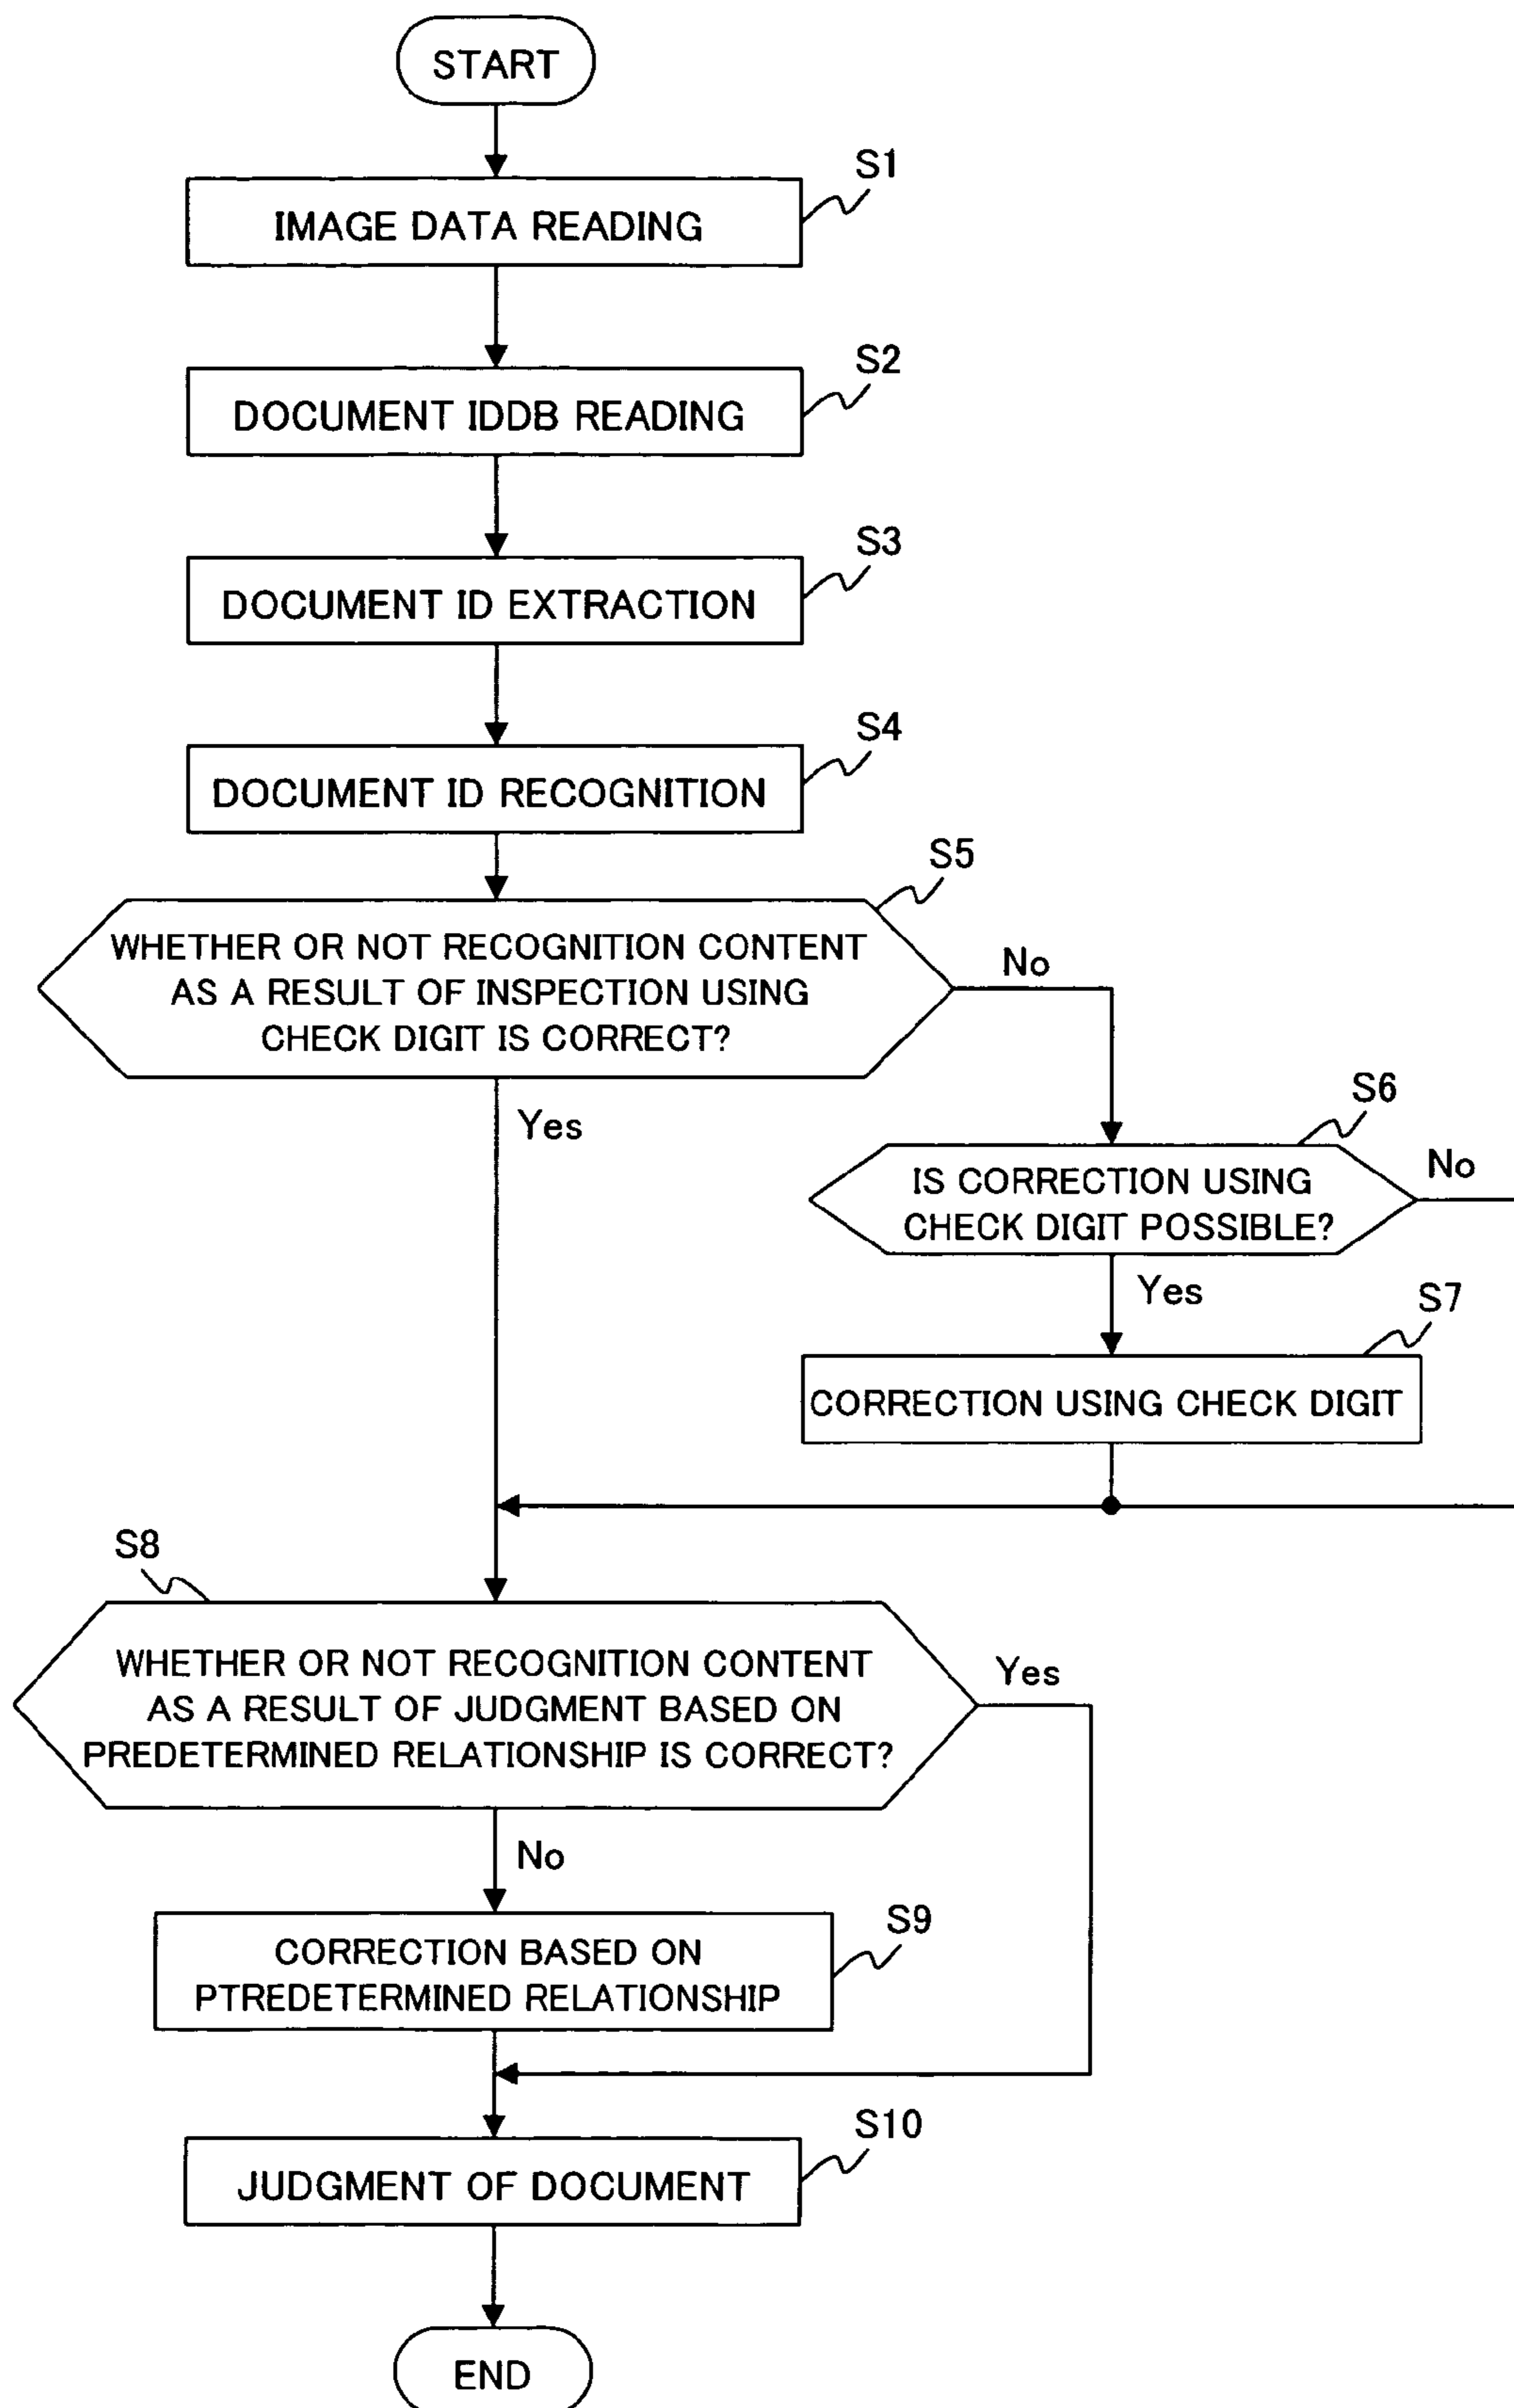 START
S1
IMAGE DATA READING
S2
DOCUMENT IDDB READING
S3
DOCUMENT ID EXTRACTION
S4
DOCUMENT ID RECOGNITION
S5
WHETHER OR NOT RECOGNITION CONTENT
AS A RESULT OF INSPECTION USING
CHECK DIGIT IS CORRECT?
No
Yes
S6
IS CORRECTION USING
CHECK DIGIT POSSIBLE?
No
Yes
S7
CORRECTION USING CHECK DIGIT
S8
WHETHER OR NOT RECOGNITION CONTENT
AS A RESULT OF JUDGMENT BASED ON
PREDETERMINED RELATIONSHIP IS CORRECT?
Yes
No
S9
CORRECTION BASED ON
PTREDETERMINED RELATIONSHIP
S10
JUDGMENT OF DOCUMENT
END